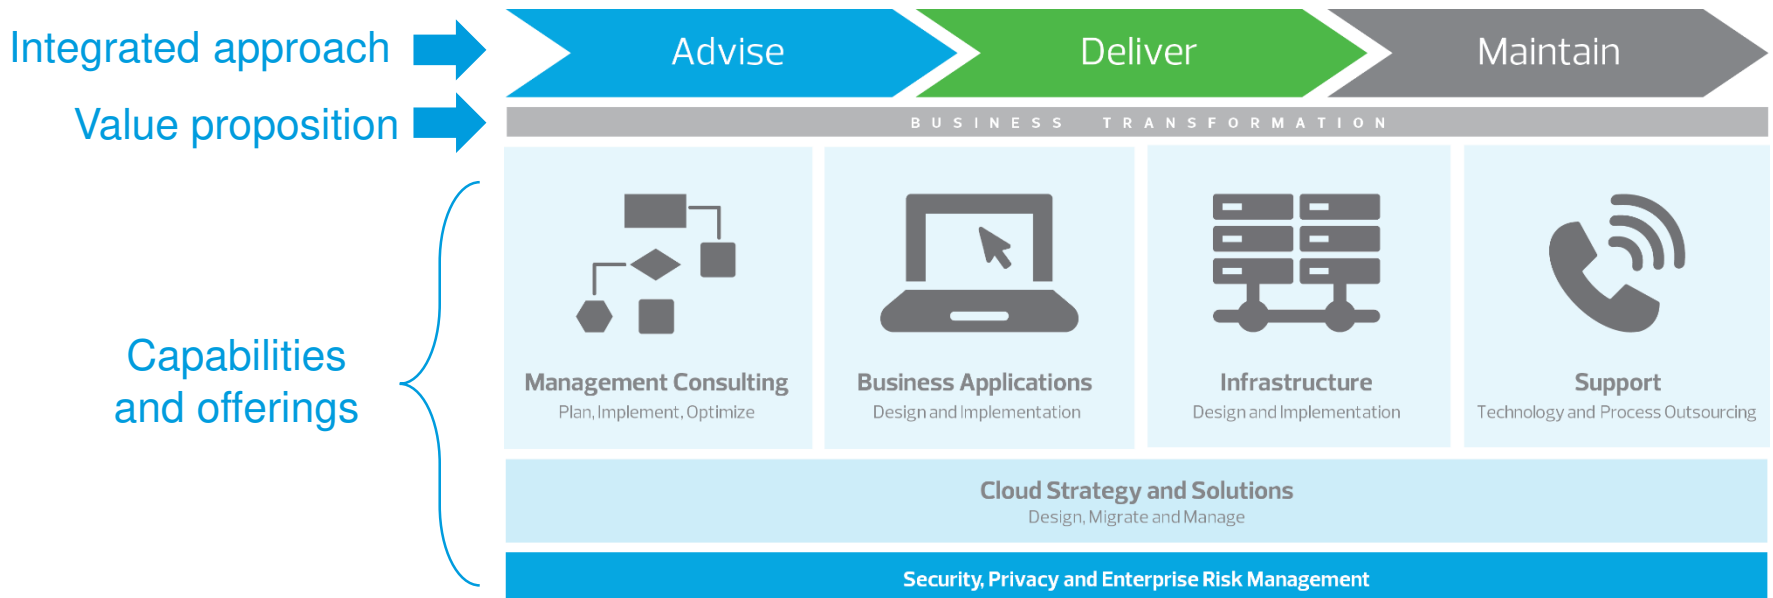 Integrated approach
Advise
Deliver
Maintain
Value proposition
BUSINESS TRANSFORMATION
Capabilities
and offerings
Management Consulting
Plan, Implement, Optimize
Business Applications
Design and Implementation
Infrastructure
Design and Implementation
Support
Technology and Process Outsourcing
Cloud Strategy and Solutions
Design, Migrate and Manage
Security, Privacy and Enterprise Risk Management